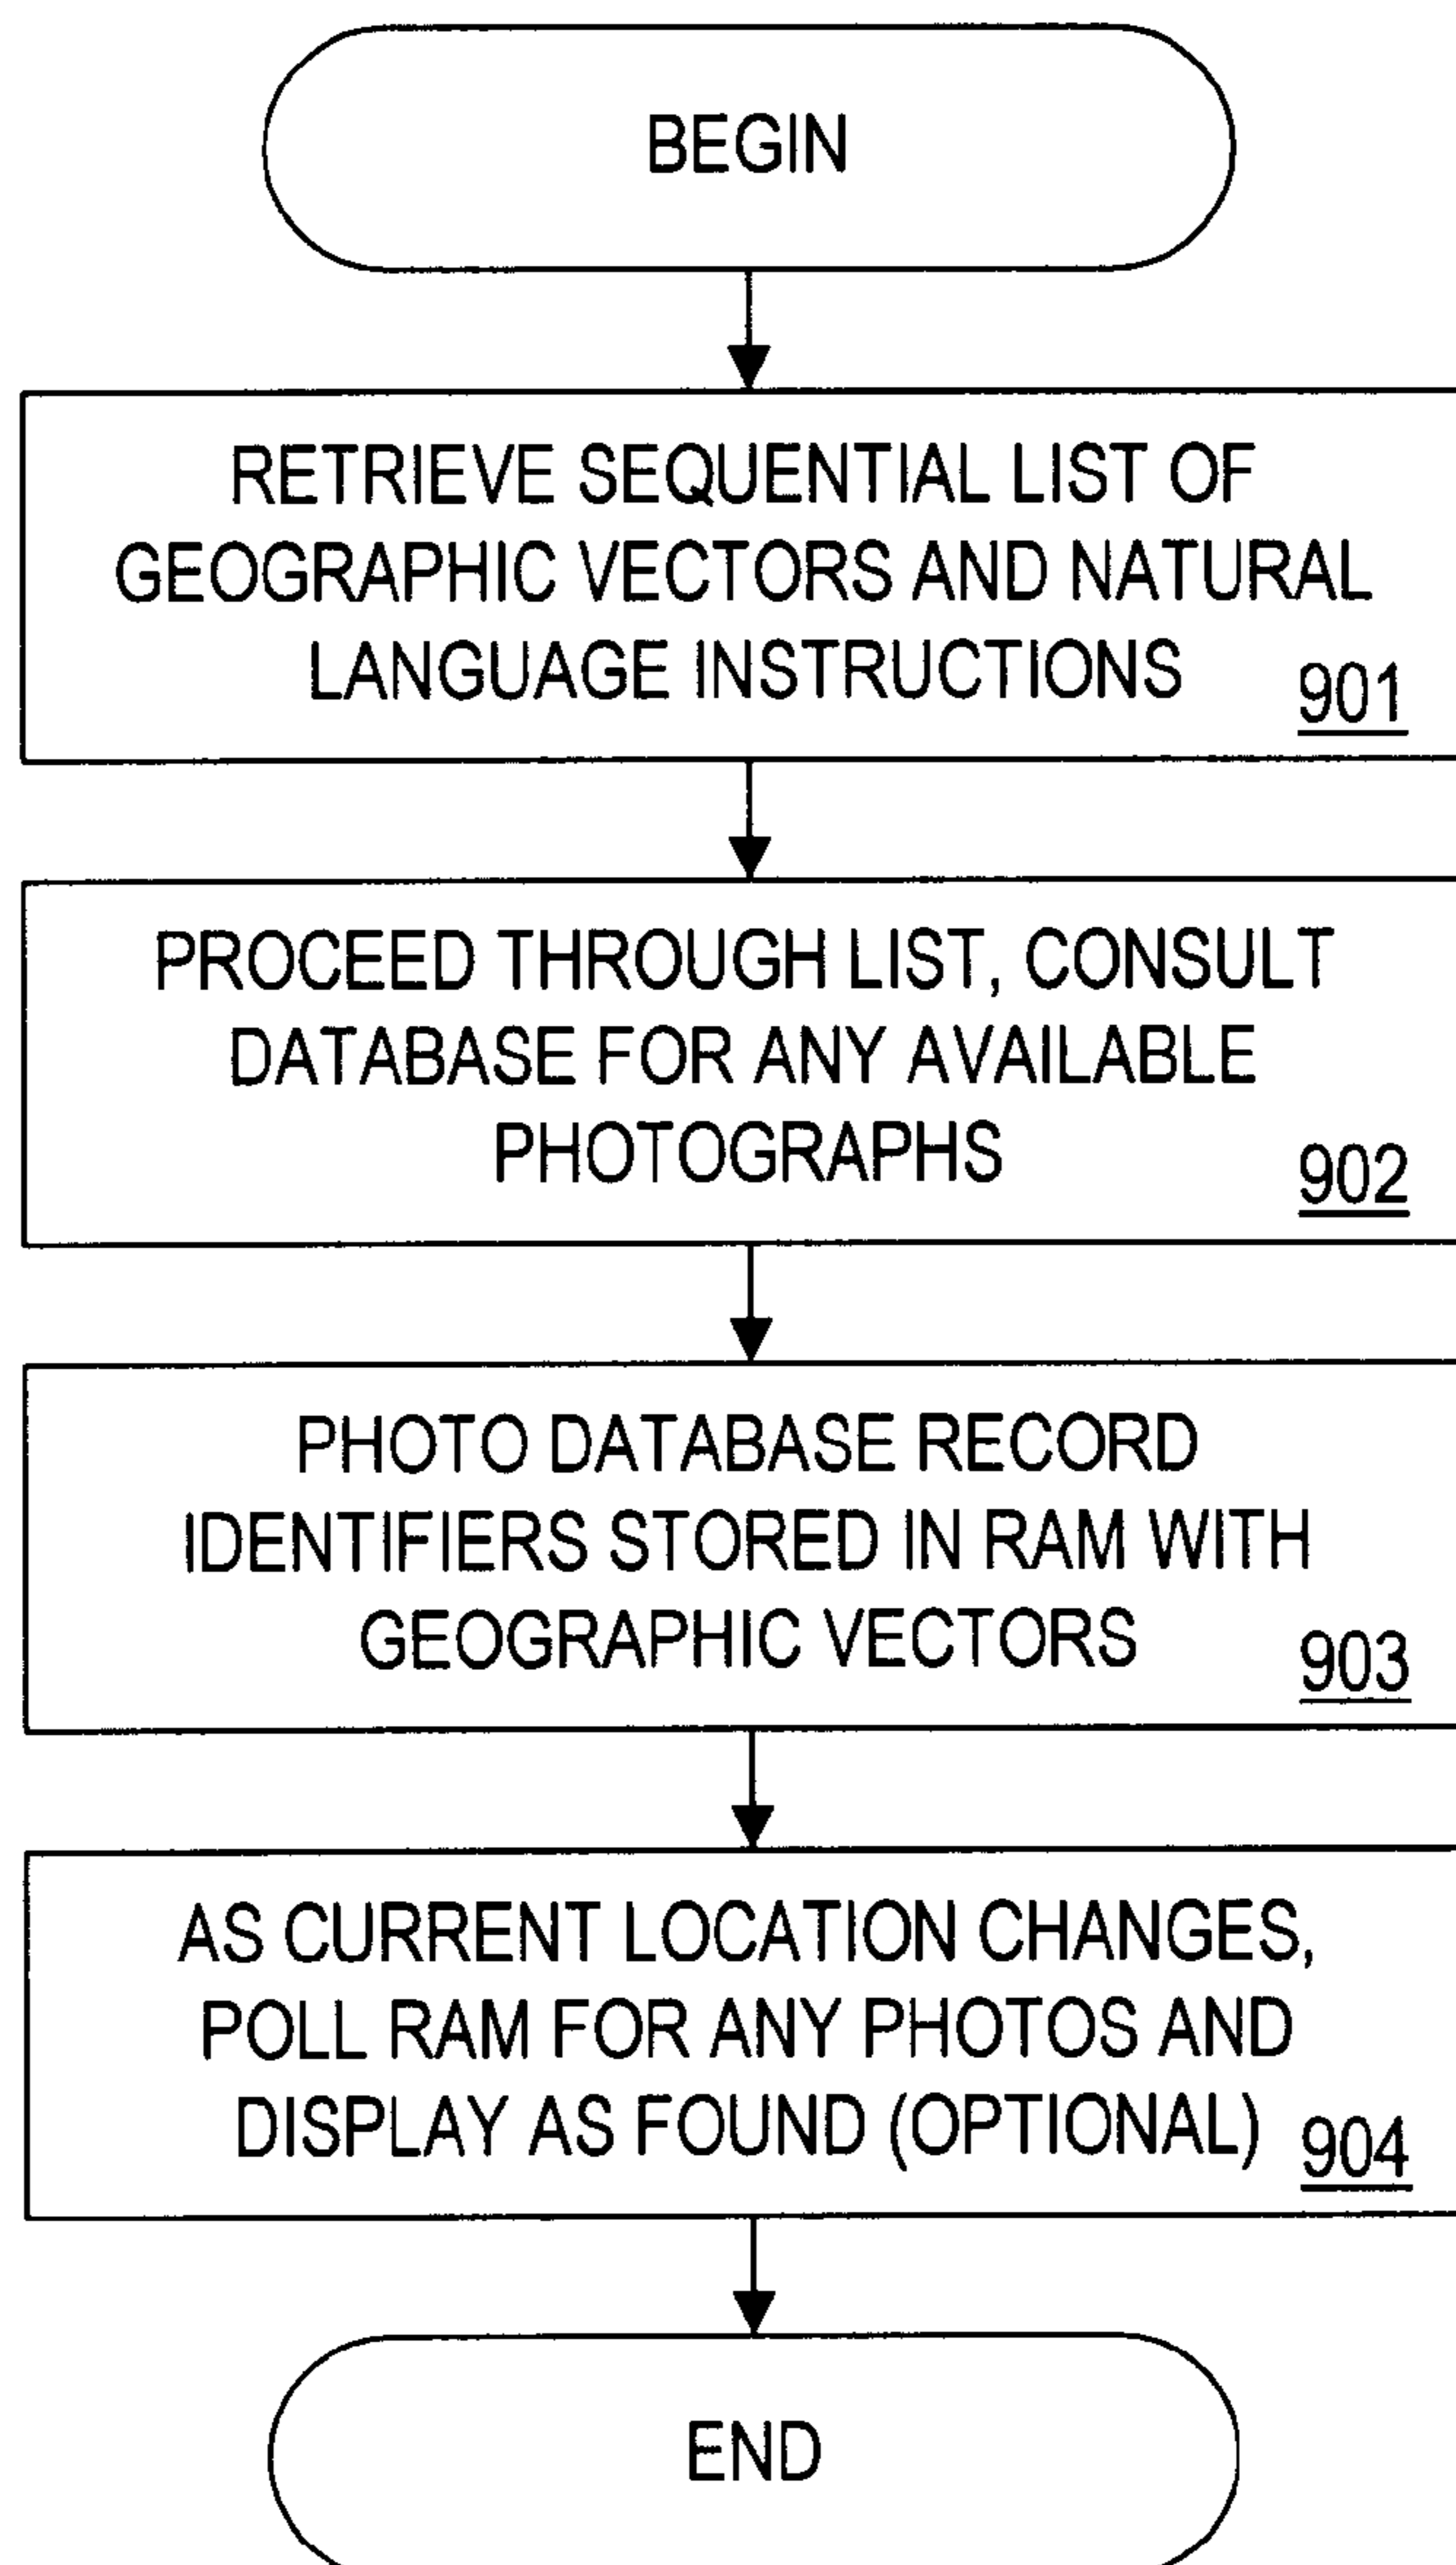 BEGIN
RETRIEVE SEQUENTIAL LIST OF
GEOGRAPHIC VECTORS AND NATURAL
LANGUAGE INSTRUCTIONS
901
PROCEED THROUGH LIST, CONSULT
DATABASE FOR ANY AVAILABLE
PHOTOGRAPHS
902
PHOTO DATABASE RECORD
IDENTIFIERS STORED IN RAM WITH
GEOGRAPHIC VECTORS
903
AS CURRENT LOCATION CHANGES,
POLL RAM FOR ANY PHOTOS AND
DISPLAY AS FOUND (OPTIONAL)
904
END